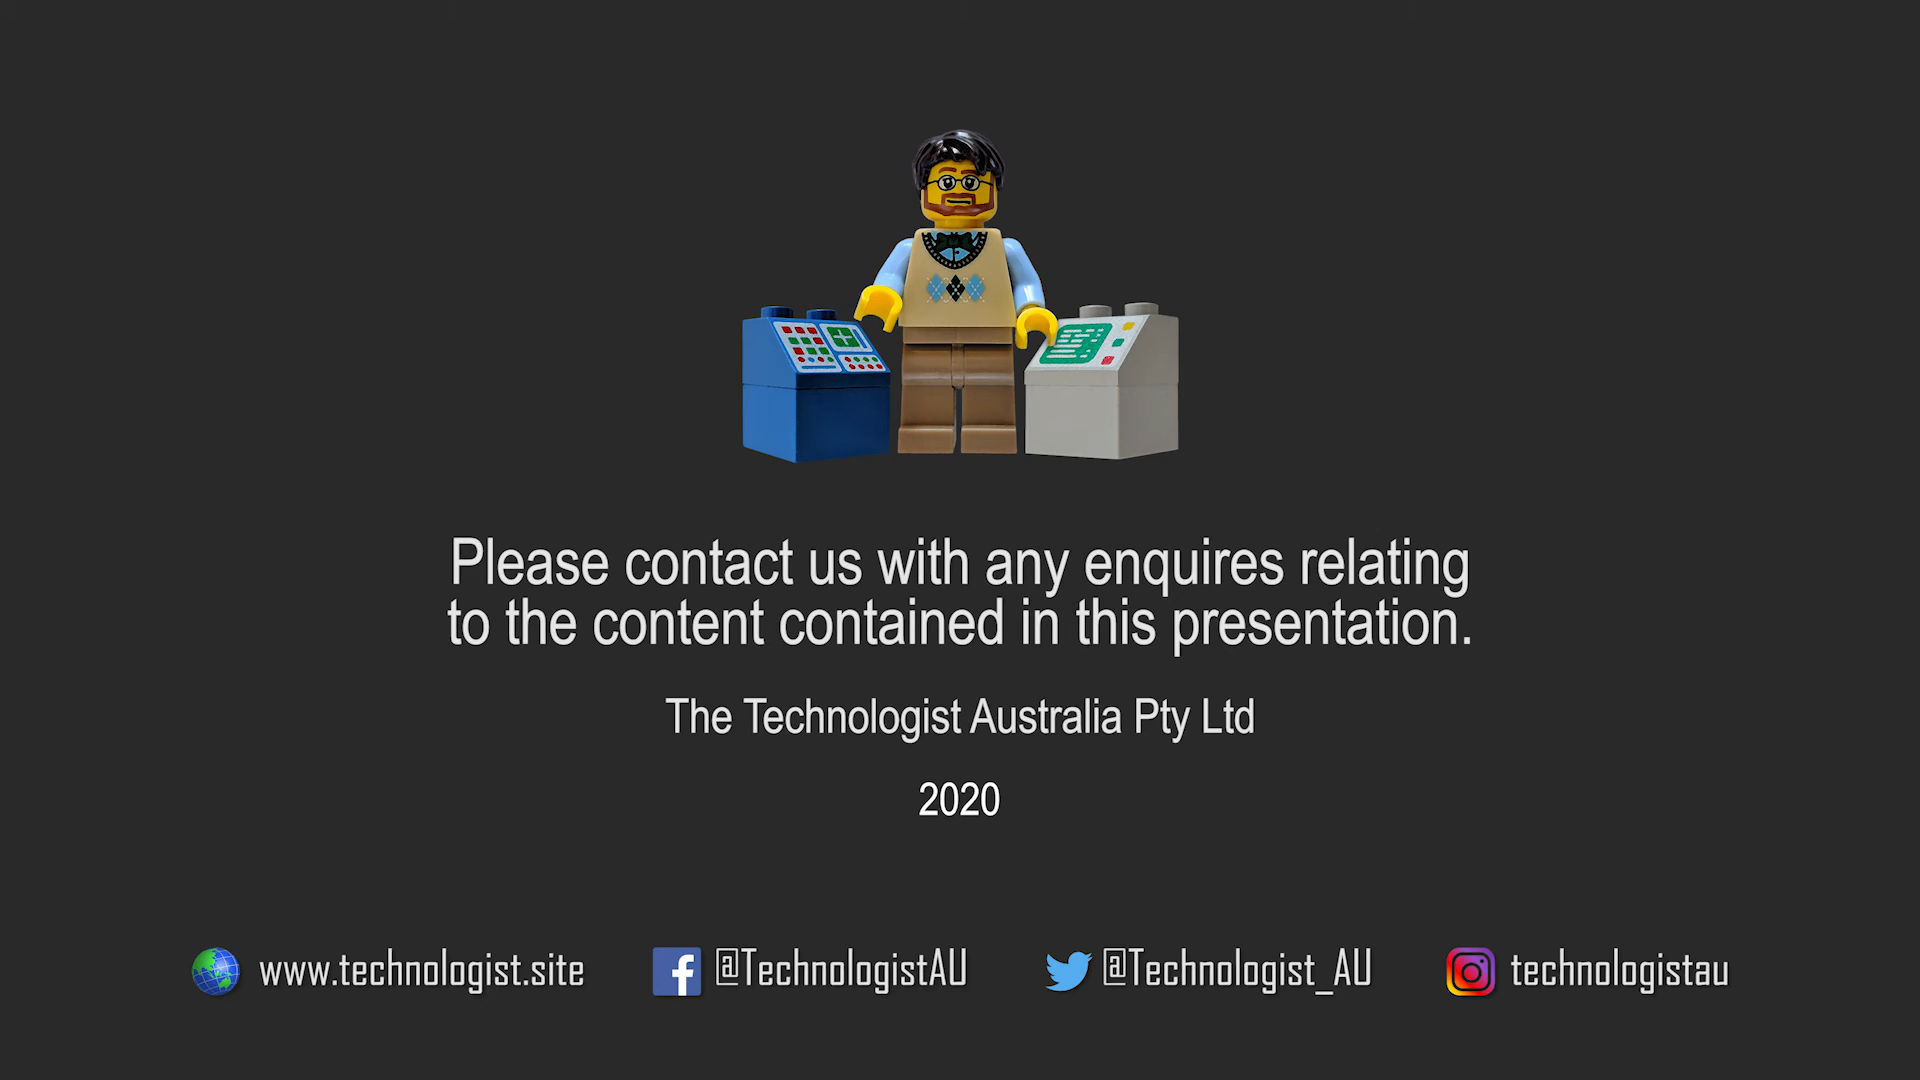 Please contact us with any enquires relating
to the content contained in this presentation.
The Technologist Australia Pty Ltd
2020
www.technologist.site
@TechnologistAU
@Technologist_AU
technologistau